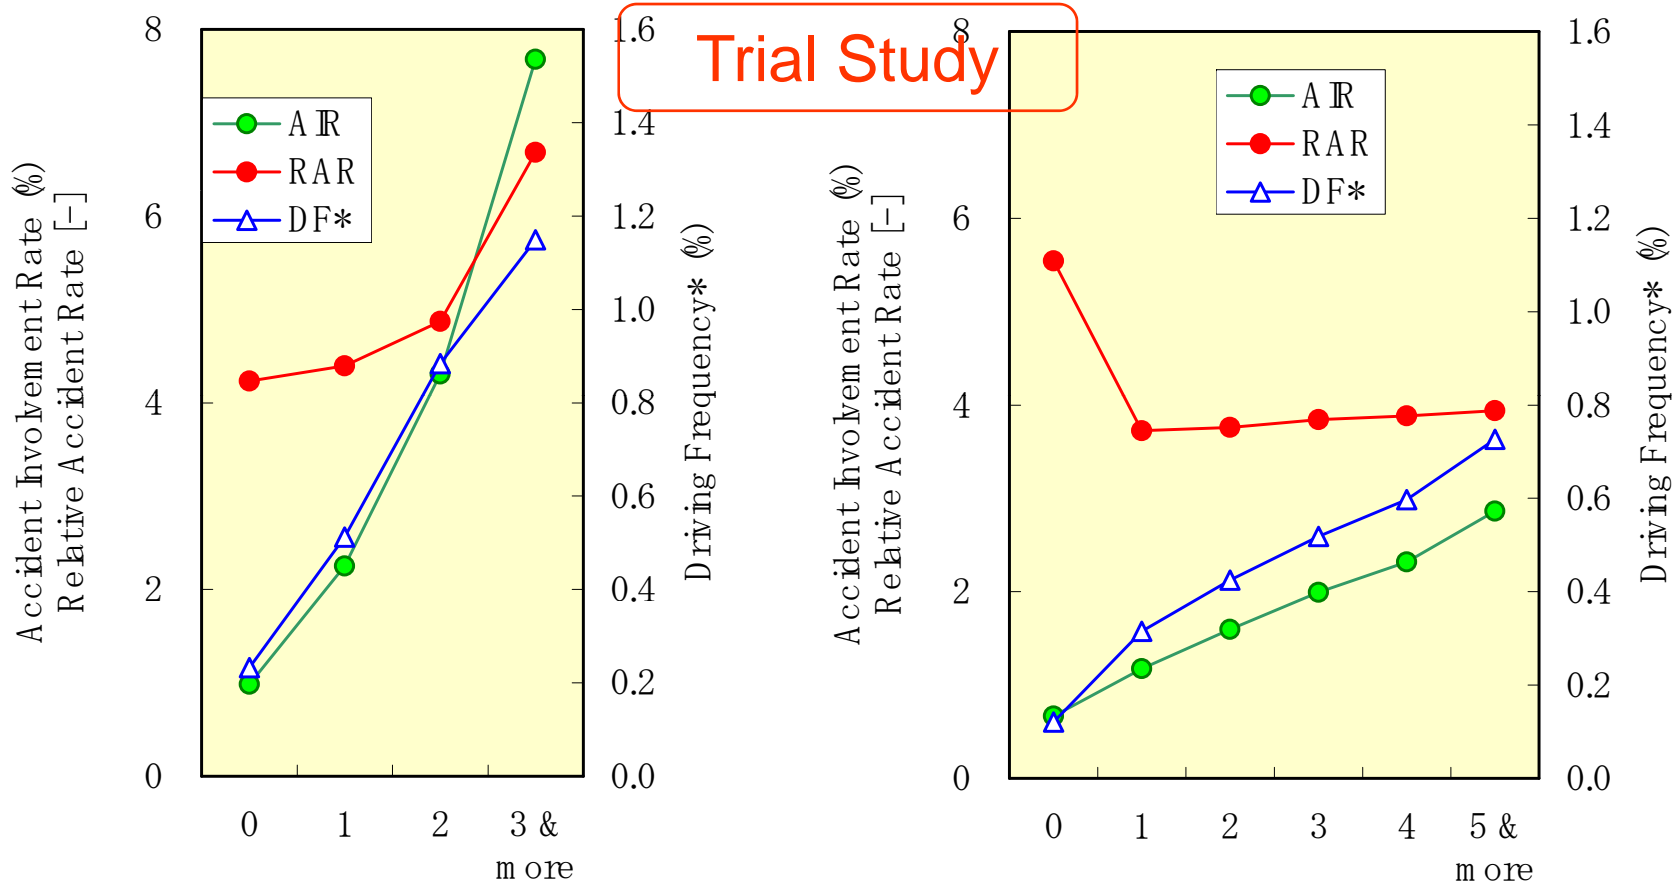 Trial Study
8
6
4
2
0
Accident Involvement Rate (%)
Relative Accident Rate [-]
AIR
RAR
DF*
1.6
1.4
1.2
1.0
0.8
0.6
0.4
0.2
0.0
Driving Frequency* (%)
0 1 2 3 &
more
8
6
4
2
0
Accident Involvement Rate (%)
Relative Accident Rate [-]
AIR
RAR
DF*
1.6
1.4
1.2
1.0
0.8
0.6
0.4
0.2
0.0
Driving Frequency* (%)
0 1 2 3 4 5 &
more